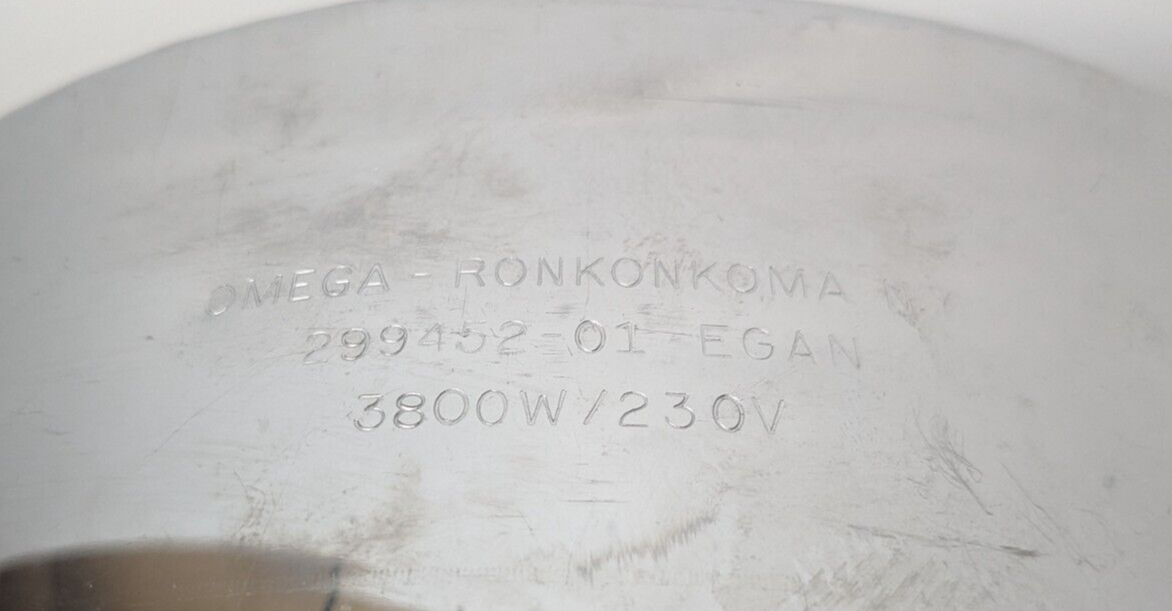 OMEGA - RONKONKOMA N
299452-01 EGAN
3800W/230V